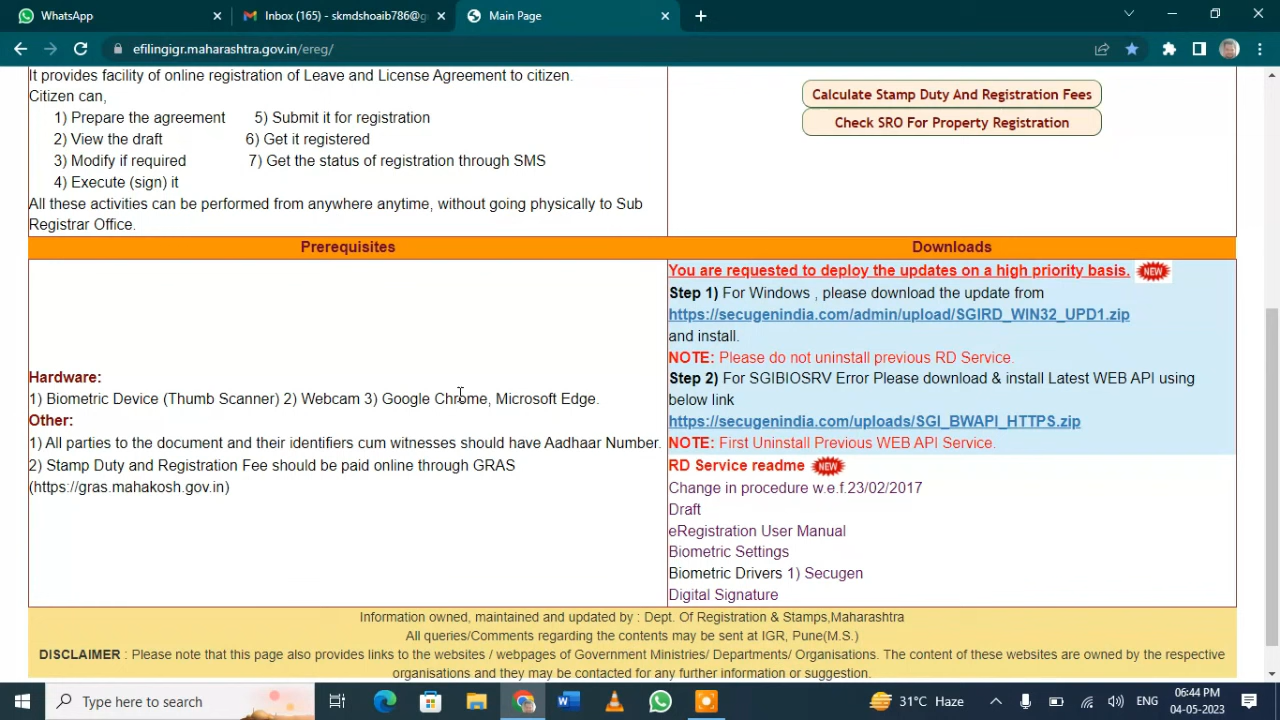 WhatsApp
Inbox (165) - skmdshoaib786@g
Main Page
efilingigr.maharashtra.gov.in/ereg/
It provides facility of online registration of Leave and License Agreement to citizen.
Citizen can,
1) Prepare the agreement 5) Submit it for registration
2) View the draft 6) Get it registered
3) Modify if required 7) Get the status of registration through SMS
4) Execute (sign) it
All these activities can be performed from anywhere anytime, without going physically to Sub
Registrar Office.
Calculate Stamp Duty And Registration Fees
Check SRO For Property Registration
Prerequisites
Hardware:
1) Biometric Device (Thumb Scanner) 2) Webcam 3) Google Chrome, Microsoft Edge.
Other:
1) All parties to the document and their identifiers cum witnesses should have Aadhaar Number.
2) Stamp Duty and Registration Fee should be paid online through GRAS
(https://gras.mahakosh.gov.in)
Downloads
You are requested to deploy the updates on a high priority basis. NEW
Step 1) For Windows , please download the update from
https://secugenindia.com/admin/upload/SGIRD_WIN32_UPD1.zip
and install.
NOTE: Please do not uninstall previous RD Service.
Step 2) For SGIBIOSRV Error Please download & install Latest WEB API using
below link
https://secugenindia.com/uploads/SGI_BWAPI_HTTPS.zip
NOTE: First Uninstall Previous WEB API Service.
RD Service readme NEW
Change in procedure w.e.f.23/02/2017
Draft
eRegistration User Manual
Biometric Settings
Biometric Drivers 1) Secugen
Digital Signature
Information owned, maintained and updated by : Dept. Of Registration & Stamps,Maharashtra
All queries/Comments regarding the contents may be sent at IGR, Pune(M.S.)
DISCLAIMER : Please note that this page also provides links to the websites / webpages of Government Ministries/ Departments/ Organisations. The content of these websites are owned by the respective
organisations and they may be contacted for any further information or suggestion.
Type here to search
31°C Haze
ENG
06:44 PM
04-05-2023